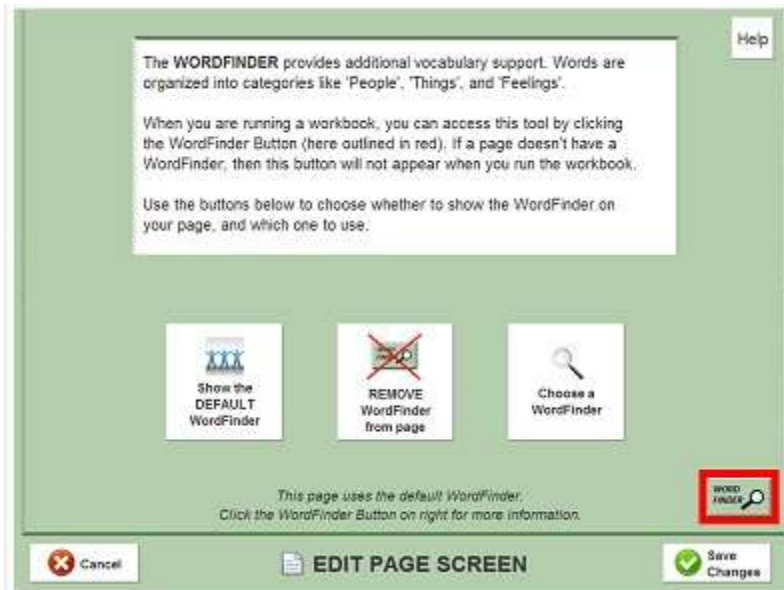 Help
The WORDFINDER provides additional vocabulary support. Words are
organized into categories like 'People', 'Things', and 'Feelings'.
When you are running a workbook, you can access this tool by clicking
the WordFinder Button (here outlined in red). If a page doesn't have a
WordFinder, then this button will not appear when you run the workbook.
Use the buttons below to choose whether to show the WordFinder on
your page, and which one to use.
Show the
DEFAULT
WordFinder
REMOVE
WordFinder
from page
Choose a
WordFinder
This page uses the default WordFinder.
Click the WordFinder Button on right for more information.
WORD
FINDER
Cancel
EDIT PAGE SCREEN
Save
Changes